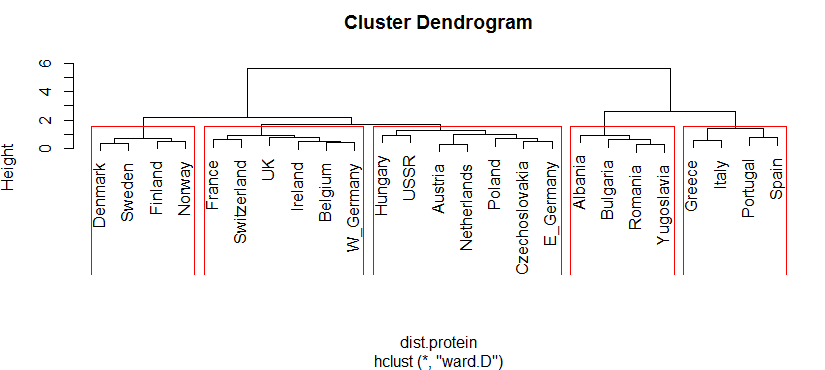 Cluster Dendrogram
Height
6
4
2
0
Denmark
Sweden
Finland
Norway
France
Switzerland
UK
Ireland
Belgium
W_Germany
Hungary
USSR
Austria
Netherlands
Poland
Czechoslovakia
E_Germany
Albania
Bulgaria
Romania
Yugoslavia
Greece
Italy
Portugal
Spain
dist.protein
hclust (*, "ward.D")